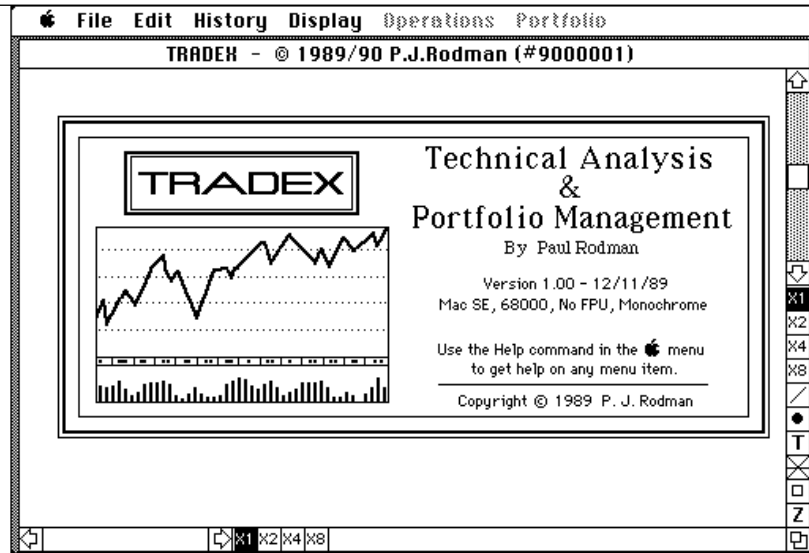 File Edit History Display Operations Portfolio
TRADEX - © 1989/90 P.J.Rodman (#9000001)
TRADEX
Technical Analysis
&
Portfolio Management
By Paul Rodman
Version 1.00 - 12/11/89
Mac SE, 68000, No FPU, Monochrome
Use the Help command in the menu
to get help on any menu item.
Copyright © 1989 P. J. Rodman
X1
X2
X4
X8
T
Z
X1 X2 X4 X8